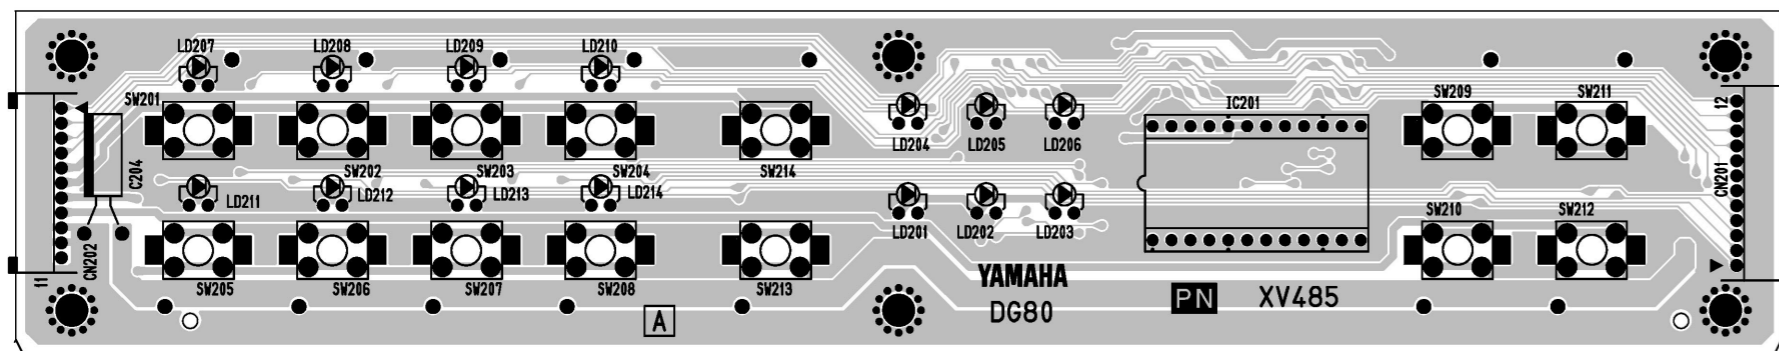 LD207 LD208 LD209 LD210
SW201 IC201 SW209 SW211 12
LD204 LD205 LD206
C204 SW202 SW203 SW204 SW214
LD211 LD212 LD213 LD214 CN201
SW210 SW212
LD201 LD202 LD203
CN202
11 SW205 SW206 SW207 SW208 SW213
YAMAHA
DG80
A PN XV485